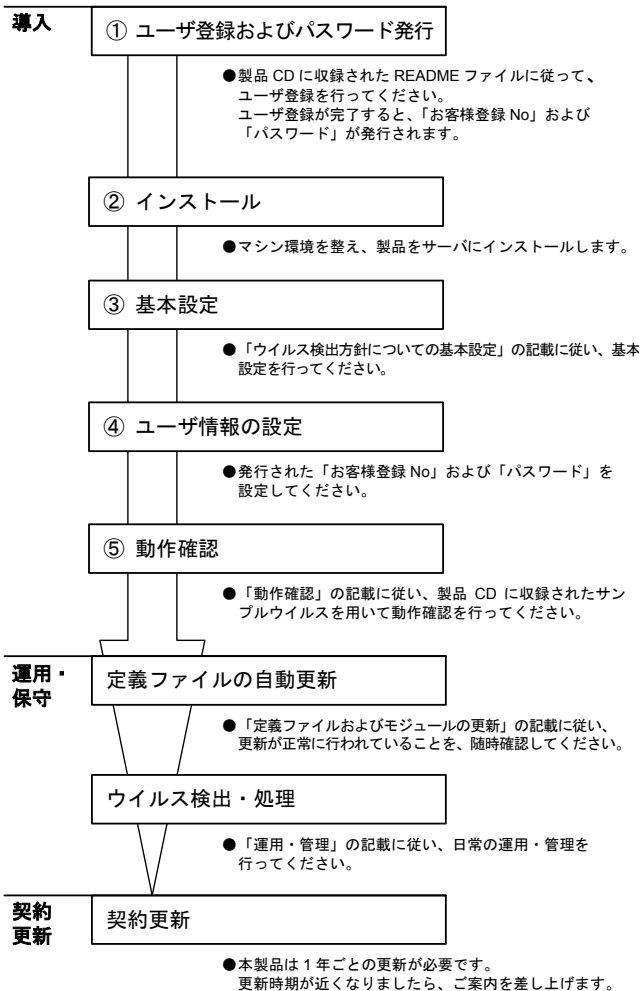 導入
① ユーザ登録およびパスワード発行
●製品 CD に収録された README ファイルに従って、
ユーザ登録を行ってください。
ユーザ登録が完了すると、「お客様登録 No」および
「パスワード」が発行されます。
② インストール
●マシン環境を整え、製品をサーバにインストールします。
③ 基本設定
●「ウイルス検出方針についての基本設定」の記載に従い、基本
設定を行ってください。
④ ユーザ情報の設定
●発行された「お客様登録 No」および「パスワード」を
設定してください。
⑤ 動作確認
●「動作確認」の記載に従い、製品 CD に収録されたサン
プルウイルスを用いて動作確認を行ってください。
運用・
保守
定義ファイルの自動更新
●「定義ファイルおよびモジュールの更新」の記載に従い、
更新が正常に行われていることを、随時確認してください。
ウイルス検出・処理
●「運用・管理」の記載に従い、日常の運用・管理を
行ってください。
契約
更新
契約更新
●本製品は 1 年ごとの更新が必要です。
更新時期が近くなりましたら、ご案内を差し上げます。